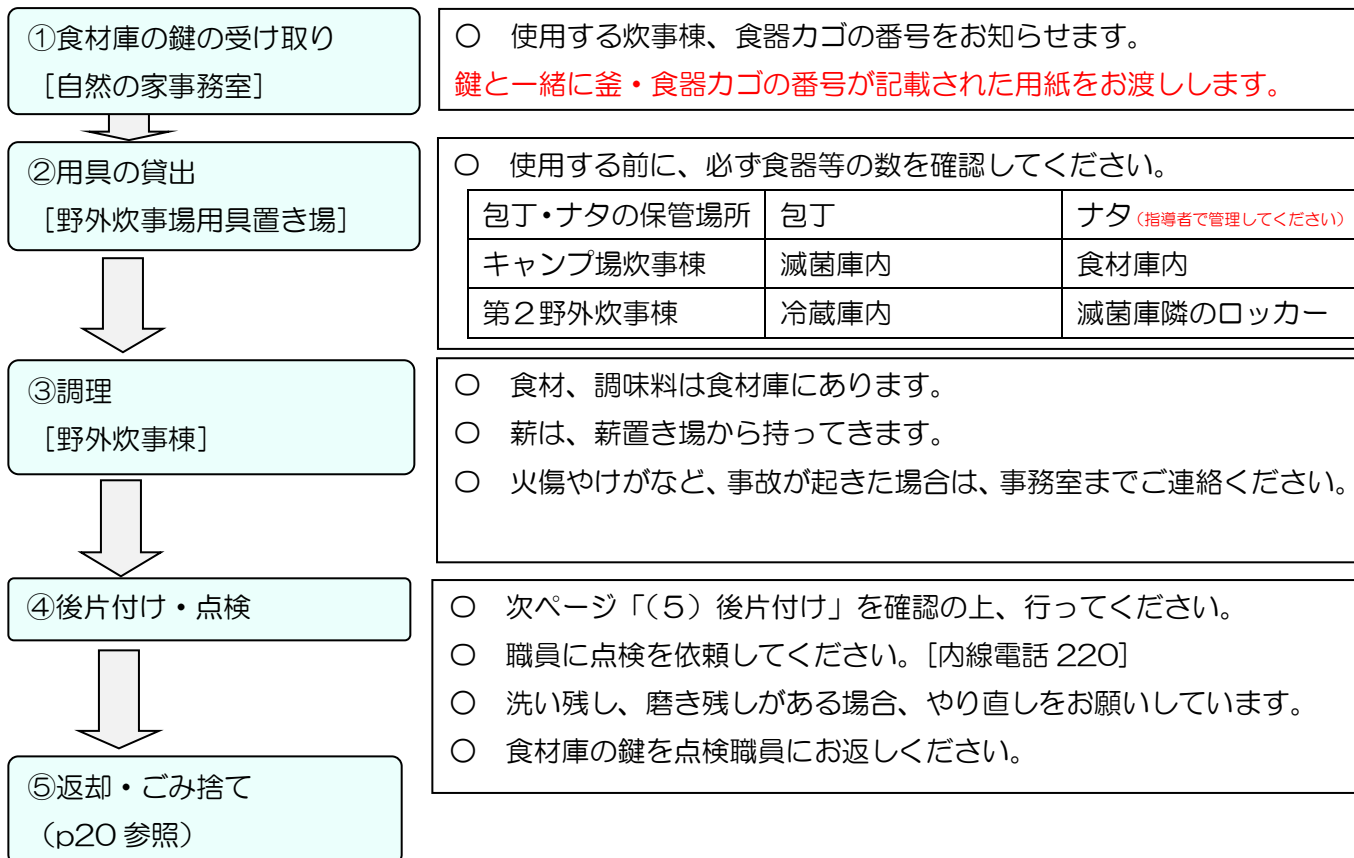 ①食材庫の鍵の受け取り
[自然の家事務室]
〇 使用する炊事棟、食器カゴの番号をお知らせます。
鍵と一緒に釜・食器カゴの番号が記載された用紙をお渡しします。
②用具の貸出
[野外炊事場用具置き場]
〇 使用する前に、必ず食器等の数を確認してください。
包丁・ナタの保管場所 包丁 ナタ(指導者で管理してください)
キャンプ場炊事棟 滅菌庫内 食材庫内
第2野外炊事棟 冷蔵庫内 滅菌庫隣のロッカー
③調理
[野外炊事棟]
〇 食材、調味料は食材庫にあります。
〇 薪は、薪置き場から持ってきます。
〇 火傷やけがなど、事故が起きた場合は、事務室までご連絡ください。
④後片付け・点検
〇 次ページ「(5)後片付け」を確認の上、行ってください。
〇 職員に点検を依頼してください。[内線電話 220]
〇 洗い残し、磨き残しがある場合、やり直しをお願いしています。
〇 食材庫の鍵を点検職員にお返しください。
⑤返却・ごみ捨て
(p20 参照)